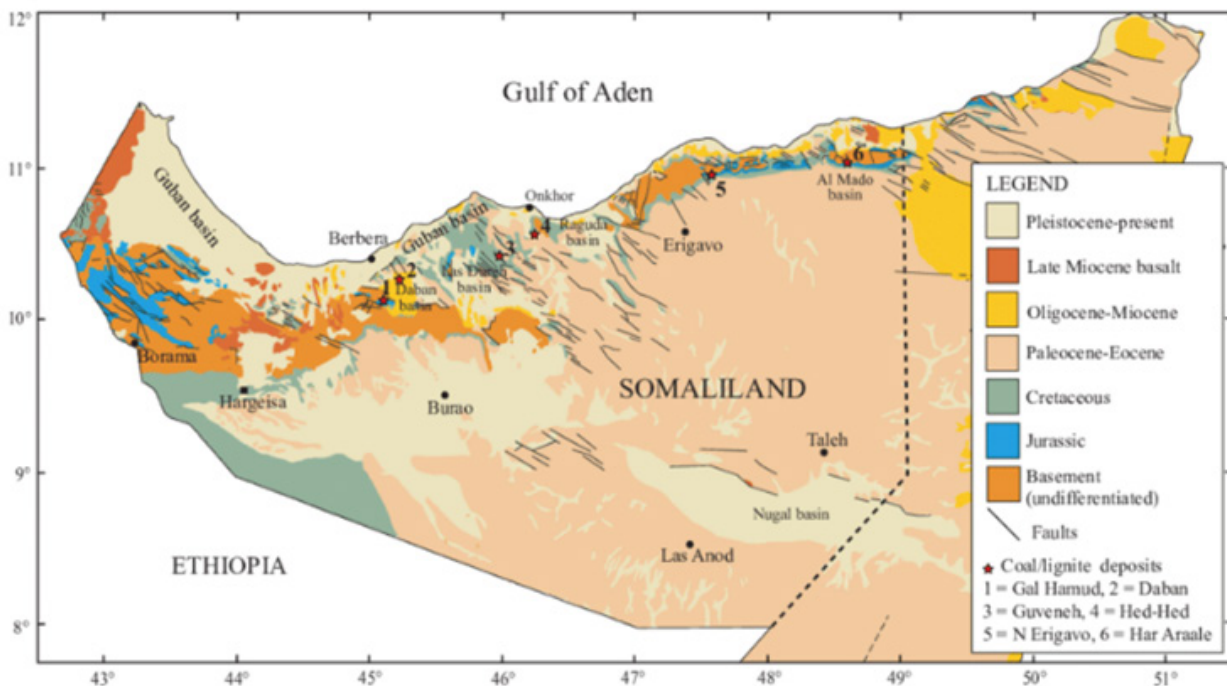 12°
11°
10°
9°
8°
Gulf of Aden
Guban basin
Berbera
Guban basin
Onkhor
Raguda
basin
Las Dureh
basin
Daban
basin
1
2
3
4
5
6
Al Mado
basin
Erigavo
Borama
Hargeisa
Burao
SOMALILAND
Taleh
Nugal basin
Las Anod
ETHIOPIA
LEGEND
Pleistocene-present
Late Miocene basalt
Oligocene-Miocene
Paleocene-Eocene
Cretaceous
Jurassic
Basement
(undifferentiated)
Faults
Coal/lignite deposits
1 = Gal Hamud, 2 = Daban
3 = Guveneh, 4 = Hed-Hed
5 = N Erigavo, 6 = Har Araale
43° 44° 45° 46° 47° 48° 49° 50° 51°